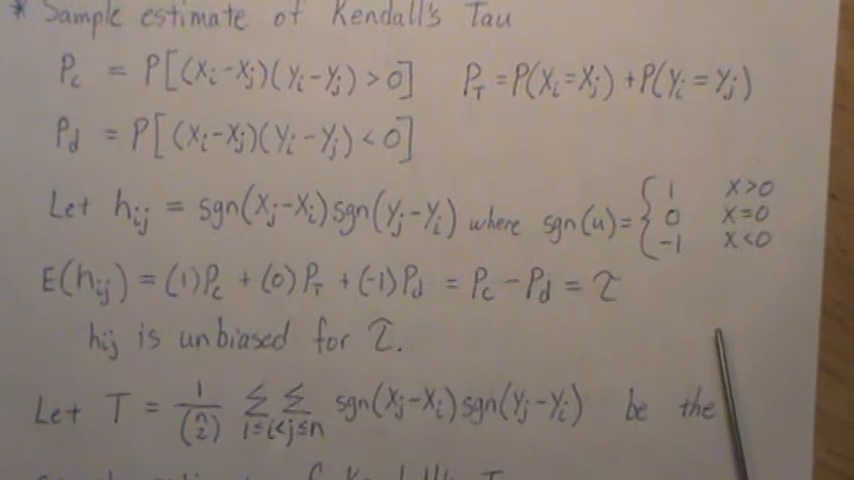 * Sample estimate of Kendall's Tau
P_c = P[(X_i-X_j)(Y_i-Y_j)>0] P_T = P(X_i=X_j)+P(Y_i=Y_j)
P_d = P[(X_i-X_j)(Y_i-Y_j)<0]
Let h_ij = sgn(X_j-X_i)sgn(Y_j-Y_i) where sgn(u)= { 1 x>0
0 x=0
-1 x<0
E(h_ij) = (1)P_c + (0)P_T + (-1)P_d = P_c - P_d = τ
h_ij is unbiased for τ.
Let T = 1/(n 2) ΣΣ 1≤i<j≤n sgn(X_j-X_i)sgn(Y_j-Y_i) be the